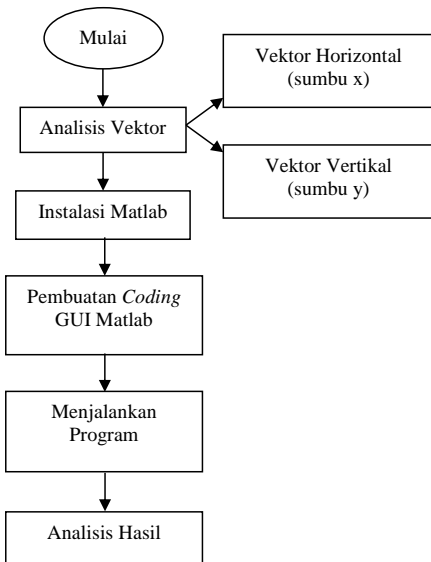 Mulai
Vektor Horizontal
(sumbu x)
Analisis Vektor
Vektor Vertikal
(sumbu y)
Instalasi Matlab
Pembuatan Coding
GUI Matlab
Menjalankan
Program
Analisis Hasil